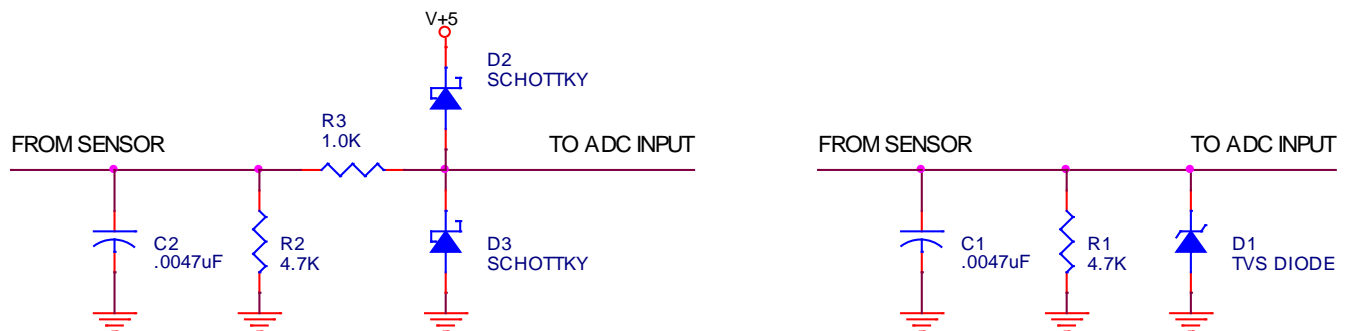 V+5
D2
SCHOTTKY
R3
1.0K
FROM SENSOR
TO ADC INPUT
C2
.0047uF
R2
4.7K
D3
SCHOTTKY
FROM SENSOR
TO ADC INPUT
C1
.0047uF
R1
4.7K
D1
TVS DIODE